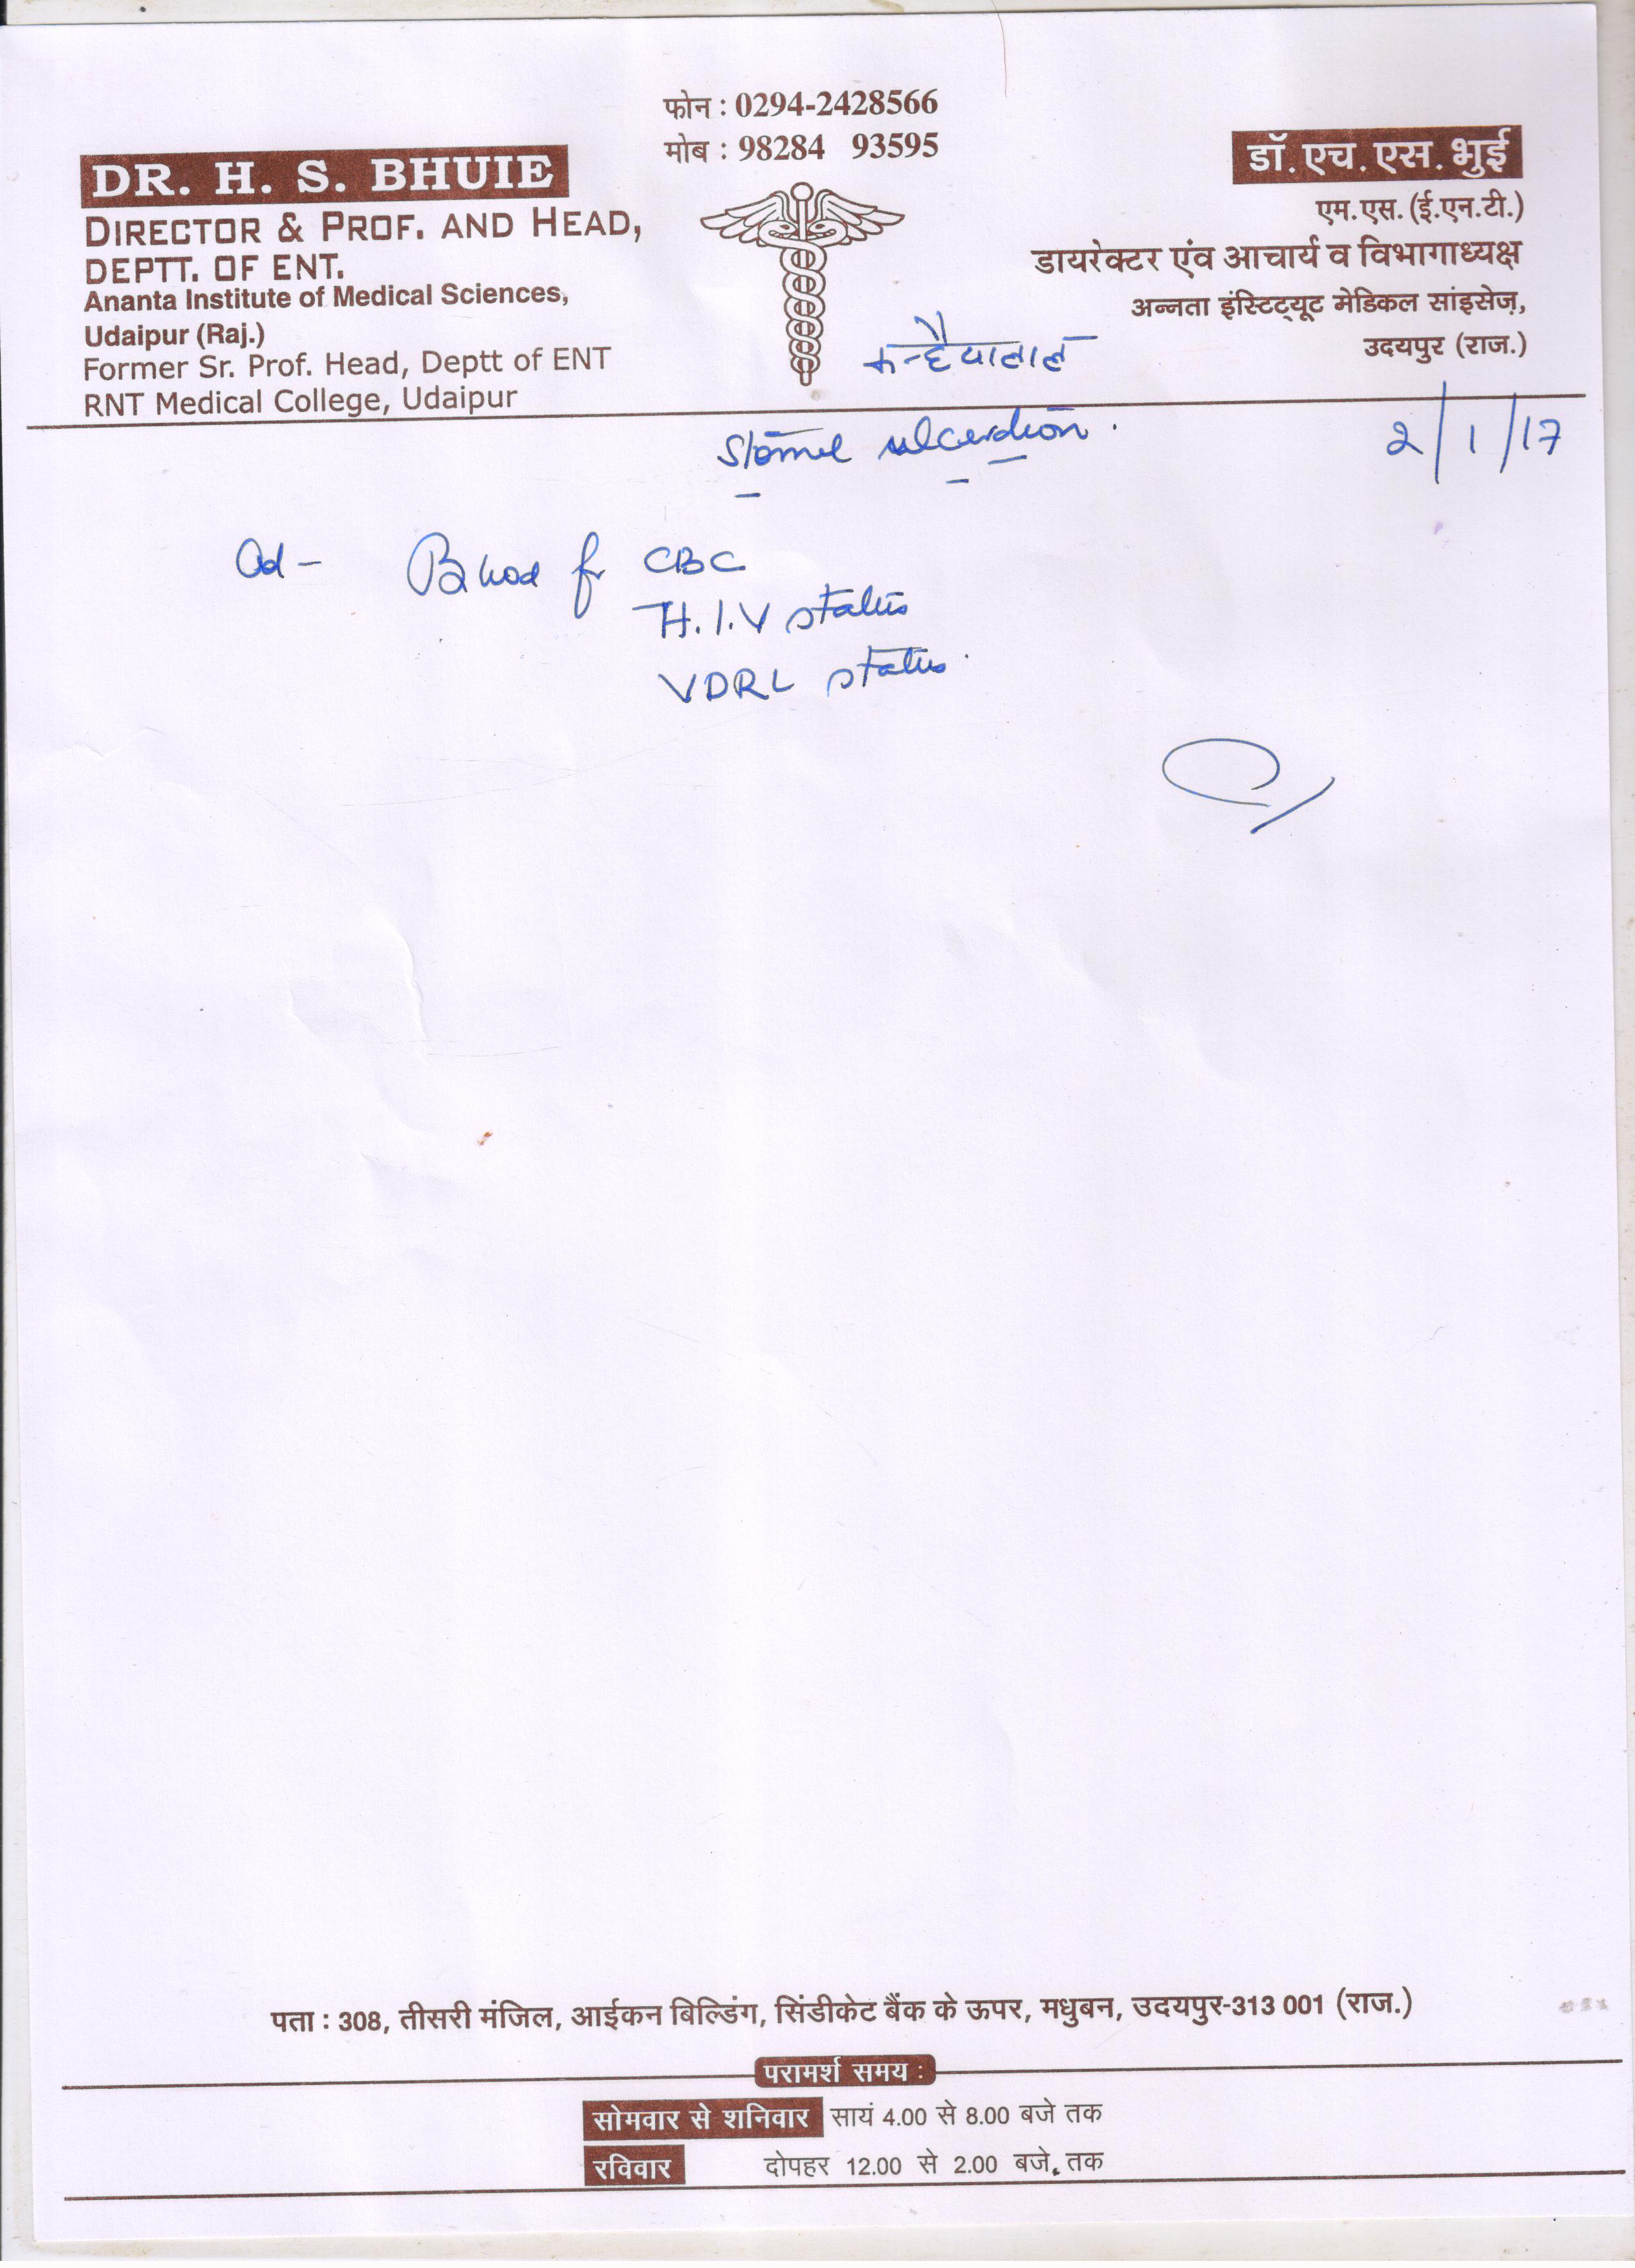 फोन : 0294-2428566
मोब : 98284 93595
DR. H. S. BHUIE
DIRECTOR & PROF. AND HEAD,
DEPTT. OF ENT.
Ananta Institute of Medical Sciences,
Udaipur (Raj.)
Former Sr. Prof. Head, Deptt of ENT
RNT Medical College, Udaipur
डॉ. एच. एस. भुई
एम. एस. (ई.एन.टी.)
डायरेक्टर एंव आचार्य व विभागाध्यक्ष
अन्नता इंस्टिट्यूट मेडिकल सांइसेज़,
उदयपुर (राज.)
कन्हैयालाल
2/1/17
Ad - Blood for CBC
H.I.V status
VDRL status.
पता : 308, तीसरी मंजिल, आईकन बिल्डिंग, सिंडीकेट बैंक के ऊपर, मधुबन, उदयपुर-313 001 (राज.)
परामर्श समय :
सोमवार से शनिवार सायं 4.00 से 8.00 बजे तक
रविवार दोपहर 12.00 से 2.00 बजे. तक